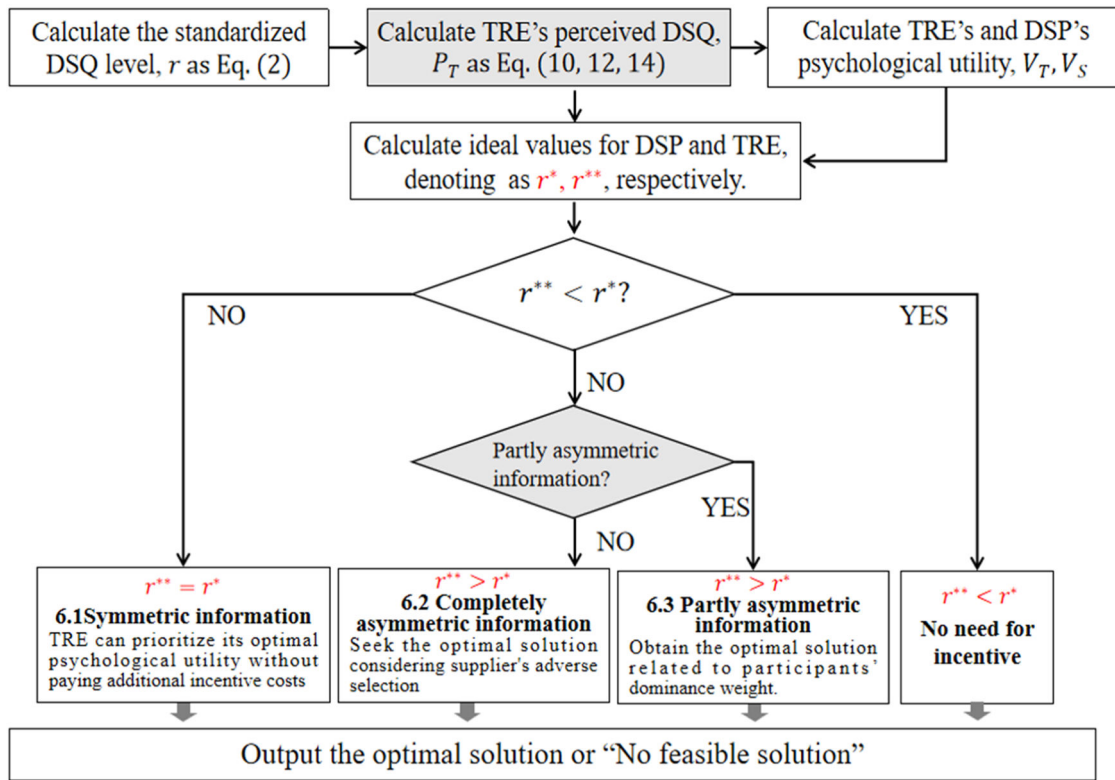 Calculate the standardized
DSQ level, r as Eq. (2)
Calculate TRE's perceived DSQ,
P_T as Eq. (10, 12, 14)
Calculate TRE's and DSP's
psychological utility, V_T, V_S
Calculate ideal values for DSP and TRE,
denoting as r*, r**, respectively.
r** < r*?
NO
YES
NO
Partly asymmetric
information?
YES
NO
r** = r*
6.1Symmetric information
TRE can prioritize its optimal
psychological utility without
paying additional incentive costs
r** > r*
6.2 Completely
asymmetric information
Seek the optimal solution
considering supplier's adverse
selection
r** > r*
6.3 Partly asymmetric
information
Obtain the optimal solution
related to participants'
dominance weight.
r** < r*
No need for
incentive
Output the optimal solution or “No feasible solution”